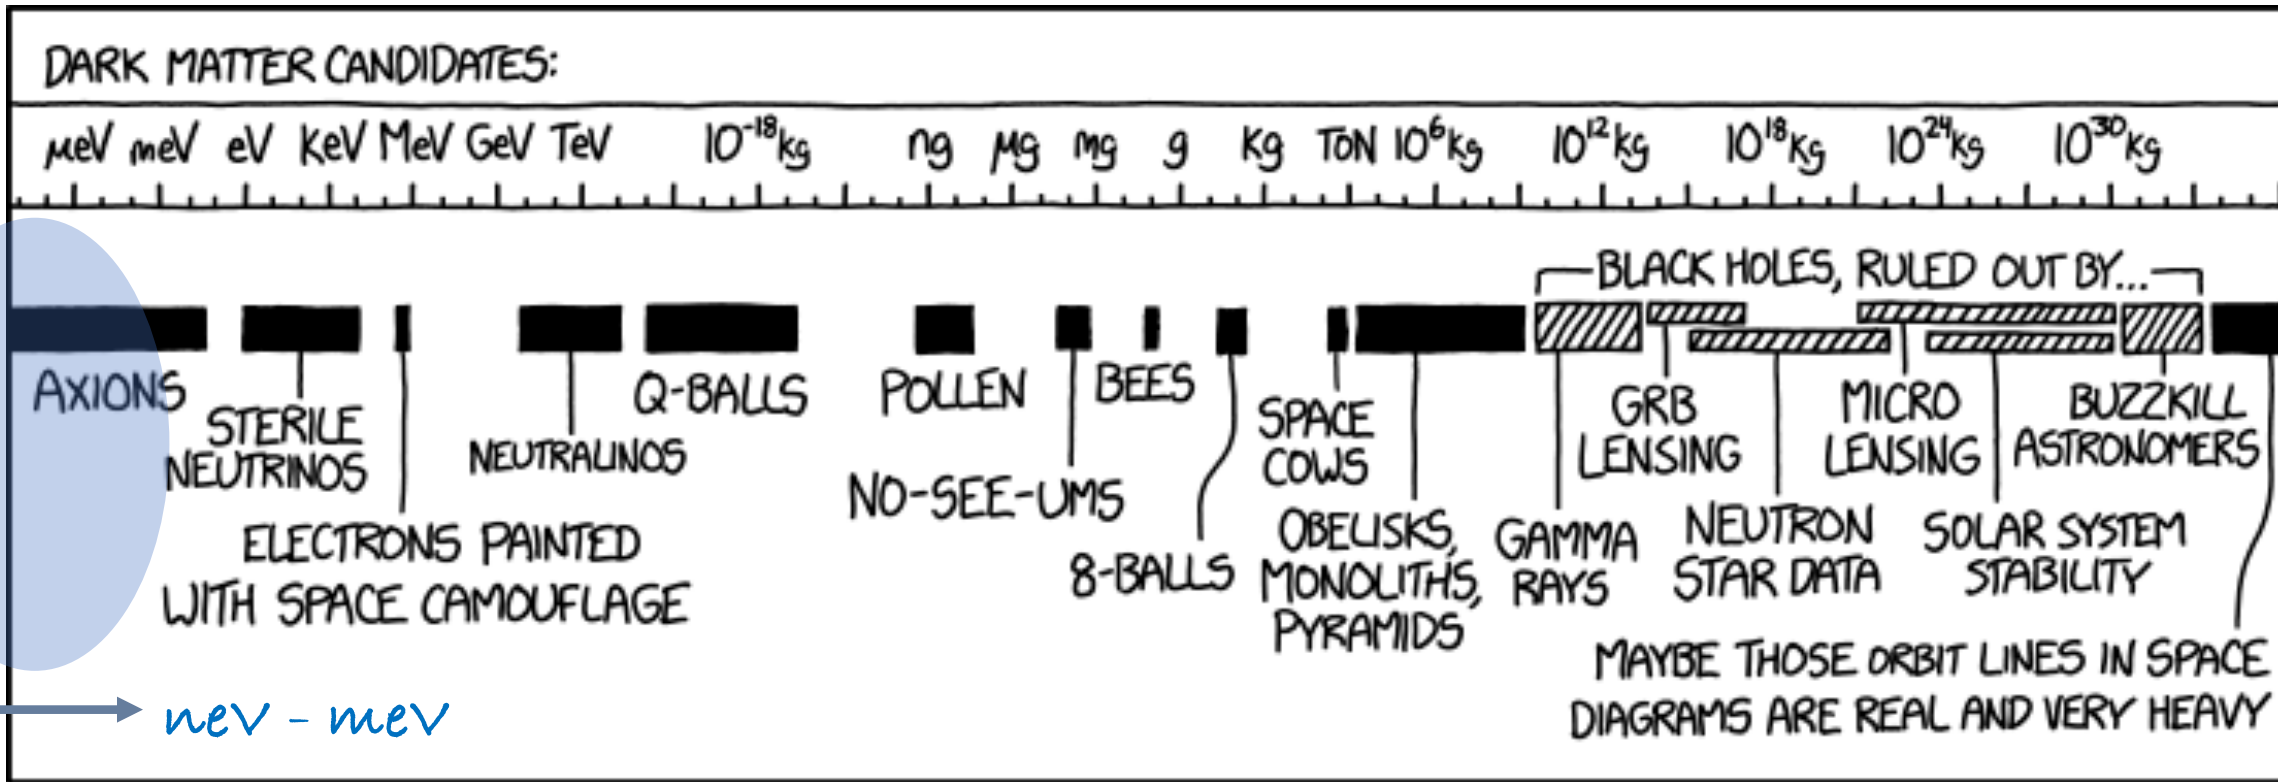 DARK MATTER CANDIDATES:
µeV meV eV KeV MeV GeV TeV 10⁻¹⁸kg ng µg mg g Kg TON 10⁶kg 10¹²kg 10¹⁸kg 10²⁴kg 10³⁰kg
BLACK HOLES, RULED OUT BY...
AXIONS
STERILE
NEUTRINOS
ELECTRONS PAINTED
WITH SPACE CAMOUFLAGE
NEUTRALINOS
Q-BALLS
POLLEN
NO-SEE-UMS
BEES
8-BALLS
SPACE
COWS
OBELISKS,
MONOLITHS,
PYRAMIDS
GAMMA
RAYS
GRB
LENSING
NEUTRON
STAR DATA
MICRO
LENSING
SOLAR SYSTEM
STABILITY
BUZZKILL
ASTRONOMERS
MAYBE THOSE ORBIT LINES IN SPACE
DIAGRAMS ARE REAL AND VERY HEAVY
neV - meV